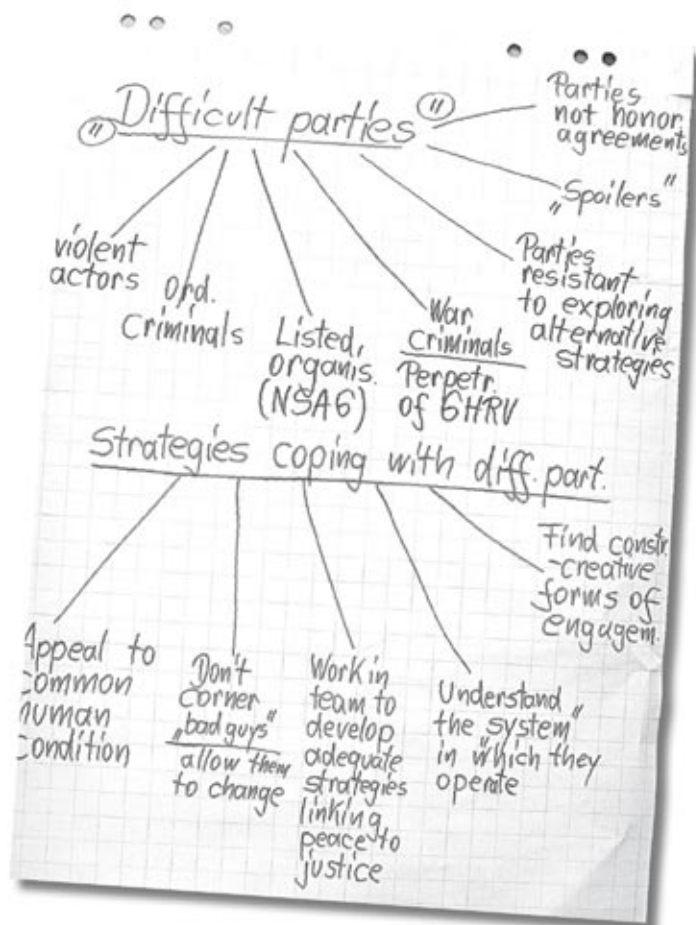 „Difficult parties"
Parties
not honor
agreements
„Spoilers"
Parties
resistant
to exploring
alternative
strategies
War
Criminals
Perpetr.
of GHRV
Listed,
organis.
(NSAG)
Ord.
Criminals
violent
actors
Strategies coping with diff. part.
Appeal to
common
human
condition
Don't
corner
„bad guys"
allow them
to change
Work in
team to
develop
adequate
strategies
linking
peace to
justice
Understand
the „system"
in which they
operate
Find constr.
-creative
forms of
engagem.